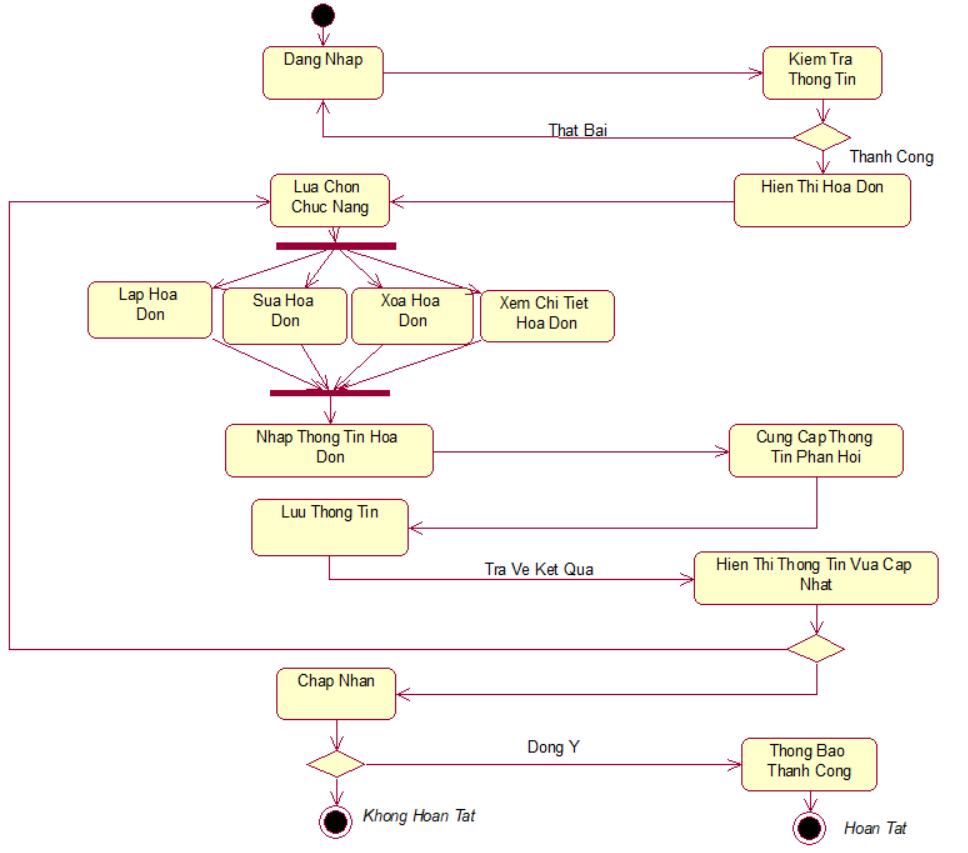 Dang Nhap
Kiem Tra
Thong Tin
That Bai
Thanh Cong
Lua Chon
Chuc Nang
Hien Thi Hoa Don
Lap Hoa
Don
Sua Hoa
Don
Xoa Hoa
Don
Xem Chi Tiet
Hoa Don
Nhap Thong Tin Hoa
Don
Cung Cap Thong
Tin Phan Hoi
Luu Thong Tin
Tra Ve Ket Qua
Hien Thi Thong Tin Vua Cap
Nhat
Chap Nhan
Dong Y
Thong Bao
Thanh Cong
Khong Hoan Tat
Hoan Tat